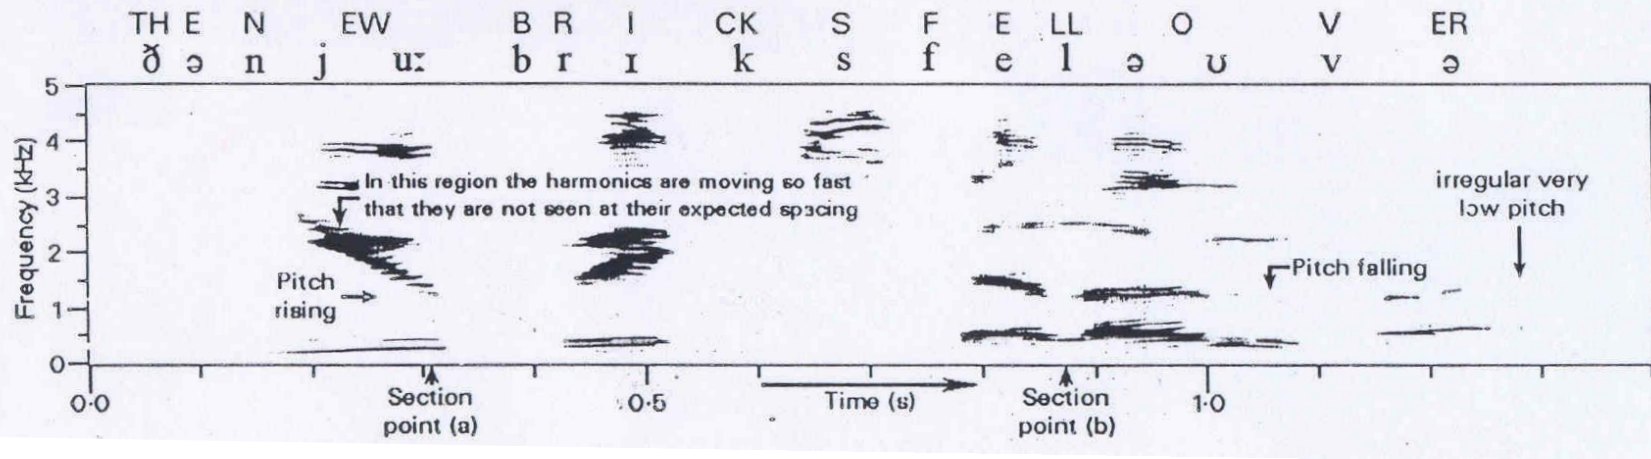 TH E N EW B R I CK S F E LL O V ER
ð ə n j uː b r ɪ k s f e l ə ʊ v ə
5
4
3
2
1
0
Frequency (kHz)
In this region the harmonics are moving so fast
that they are not seen at their expected spacing
Pitch
rising
Pitch falling
irregular very
low pitch
0·0
Section
point (a)
0·5
Time (s)
Section
point (b)
1·0